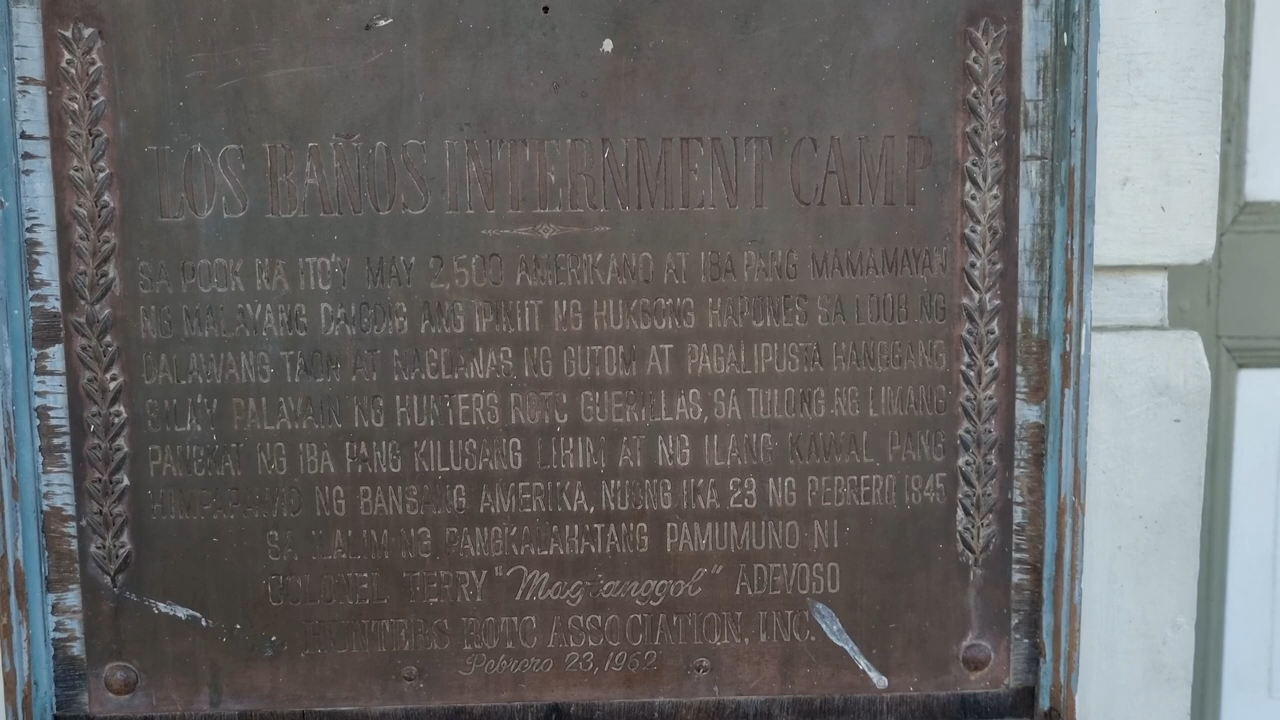 LOS BAÑOS INTERNMENT CAMP
SA POOK NA ITO'Y MAY 2,500 AMERIKANO AT IBA PANG MAMAMAYAN
NG MALAYANG DAIGDIG ANG IPINIIT NG HUKBONG HAPONES SA LOOB NG
DALAWANG TAON AT NAGDANAS NG GUTOM AT PAGALIPUSTA HANGGANG
SILA'Y PALAYAIN NG HUNTERS ROTC GUERILLAS, SA TULONG NG LIMANG
PANGKAT NG IBA PANG KILUSANG LIHIM AT NG ILANG KAWAL PANG
HIMPAPAWID NG BANSANG AMERIKA, NUONG IKA 23 NG PEBRERO 1945
SA ILALIM NG PANGKALAHATANG PAMUMUNO NI
COLONEL TERRY "Magtanggol" ADEVOSO
HUNTERS ROTC ASSOCIATION, INC.
Pebrero 23, 1962